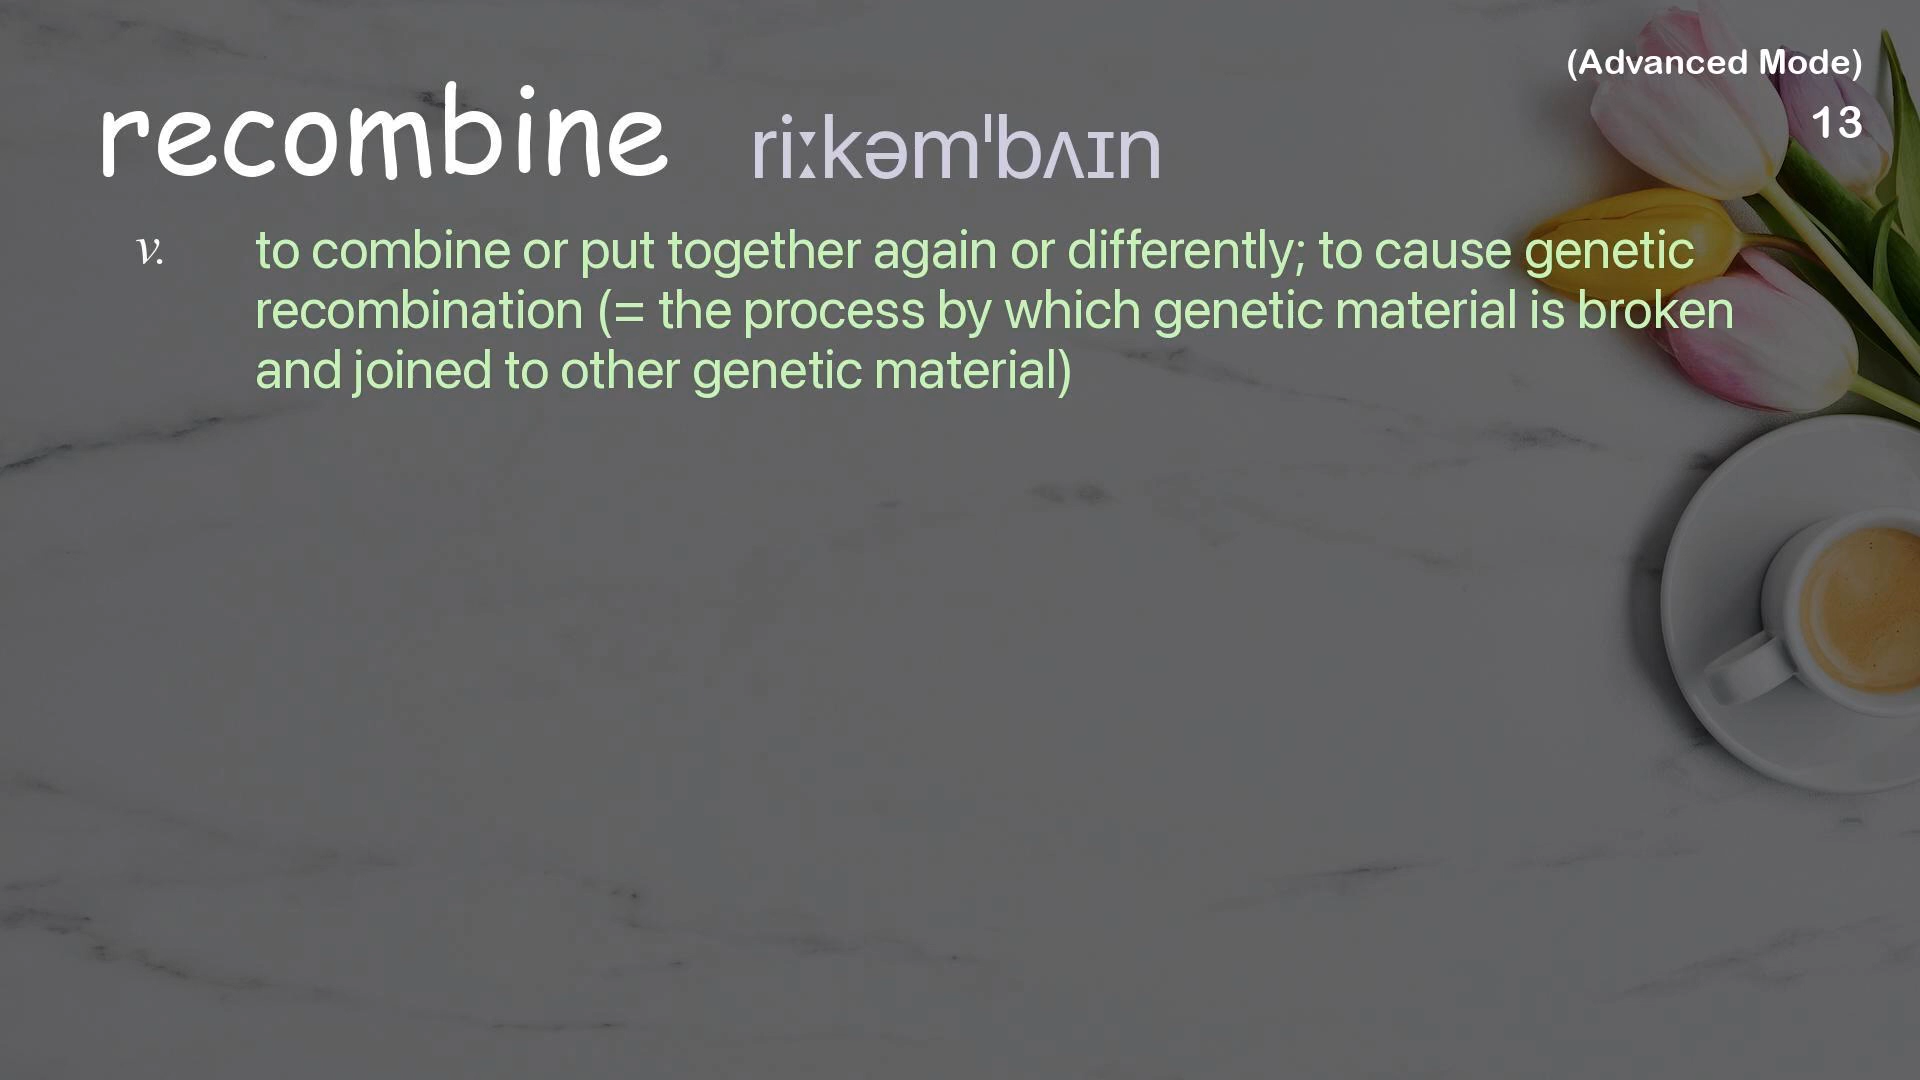 (Advanced Mode)
recombine riːkəmˈbʌɪn
13
v. to combine or put together again or differently; to cause genetic
recombination (= the process by which genetic material is broken
and joined to other genetic material)